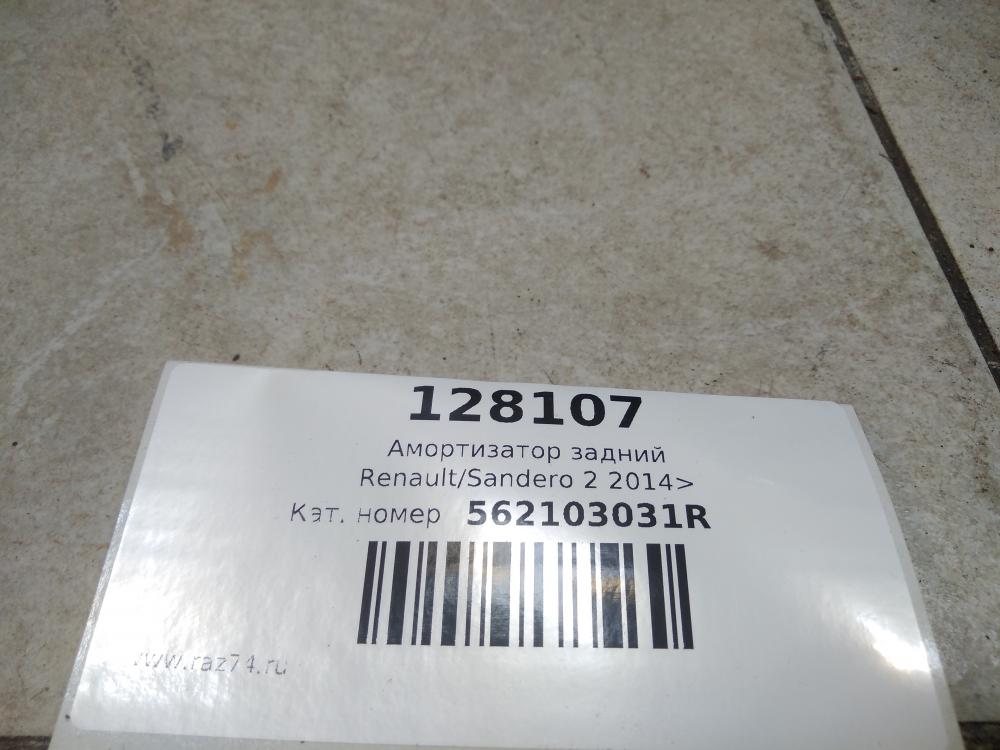 128107
Амортизатор задний
Renault/Sandero 2 2014>
Кат. номер 562103031R
www.raz74.ru